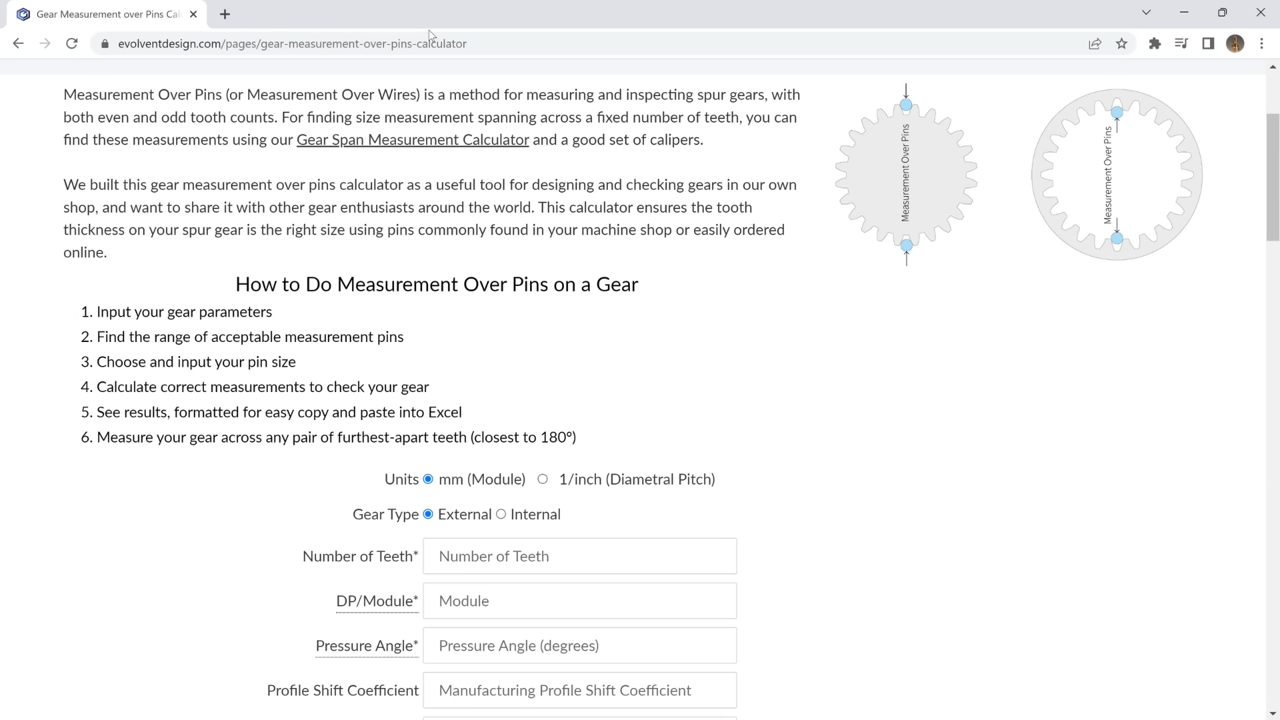 Gear Measurement over Pins Cal
evolventdesign.com/pages/gear-measurement-over-pins-calculator
Measurement Over Pins (or Measurement Over Wires) is a method for measuring and inspecting spur gears, with
both even and odd tooth counts. For finding size measurement spanning across a fixed number of teeth, you can
find these measurements using our Gear Span Measurement Calculator and a good set of calipers.
We built this gear measurement over pins calculator as a useful tool for designing and checking gears in our own
shop, and want to share it with other gear enthusiasts around the world. This calculator ensures the tooth
thickness on your spur gear is the right size using pins commonly found in your machine shop or easily ordered
online.
Measurement Over Pins
Measurement Over Pins
How to Do Measurement Over Pins on a Gear
1. Input your gear parameters
2. Find the range of acceptable measurement pins
3. Choose and input your pin size
4. Calculate correct measurements to check your gear
5. See results, formatted for easy copy and paste into Excel
6. Measure your gear across any pair of furthest-apart teeth (closest to 180º)
Units mm (Module) 1/inch (Diametral Pitch)
Gear Type External Internal
Number of Teeth* Number of Teeth
DP/Module* Module
Pressure Angle* Pressure Angle (degrees)
Profile Shift Coefficient Manufacturing Profile Shift Coefficient